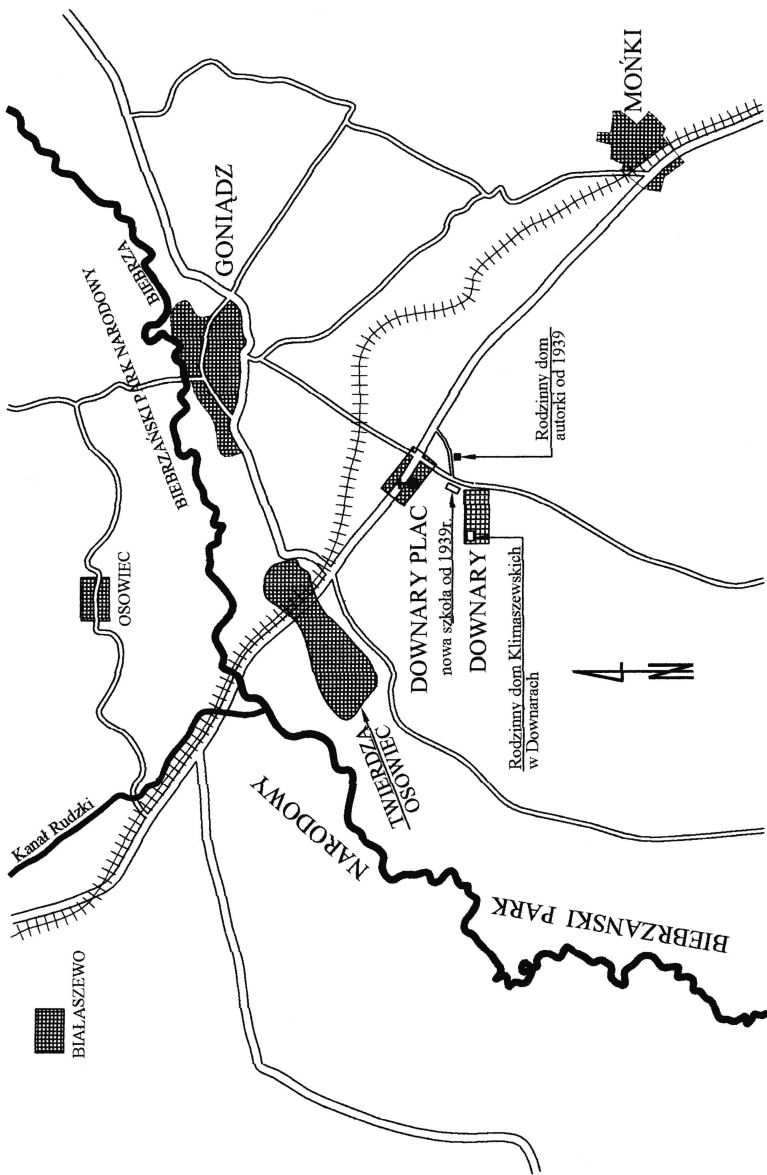 BIAŁASZEWO
Kanał Rudzki
OSOWIEC
BIEBRZA
BIEBRZAŃSKI PARK NARODOWY
GONIĄDZ
TWIERDZA
OSOWIEC
NARODOWY
BIEBRZANSKI PARK
DOWNARY PLAC
nowa szkoła od 1939r.
DOWNARY
Rodzinny dom Klimaszewskich
w Downarach
Rodzinny dom
autorki od 1939
MOŃKI
N